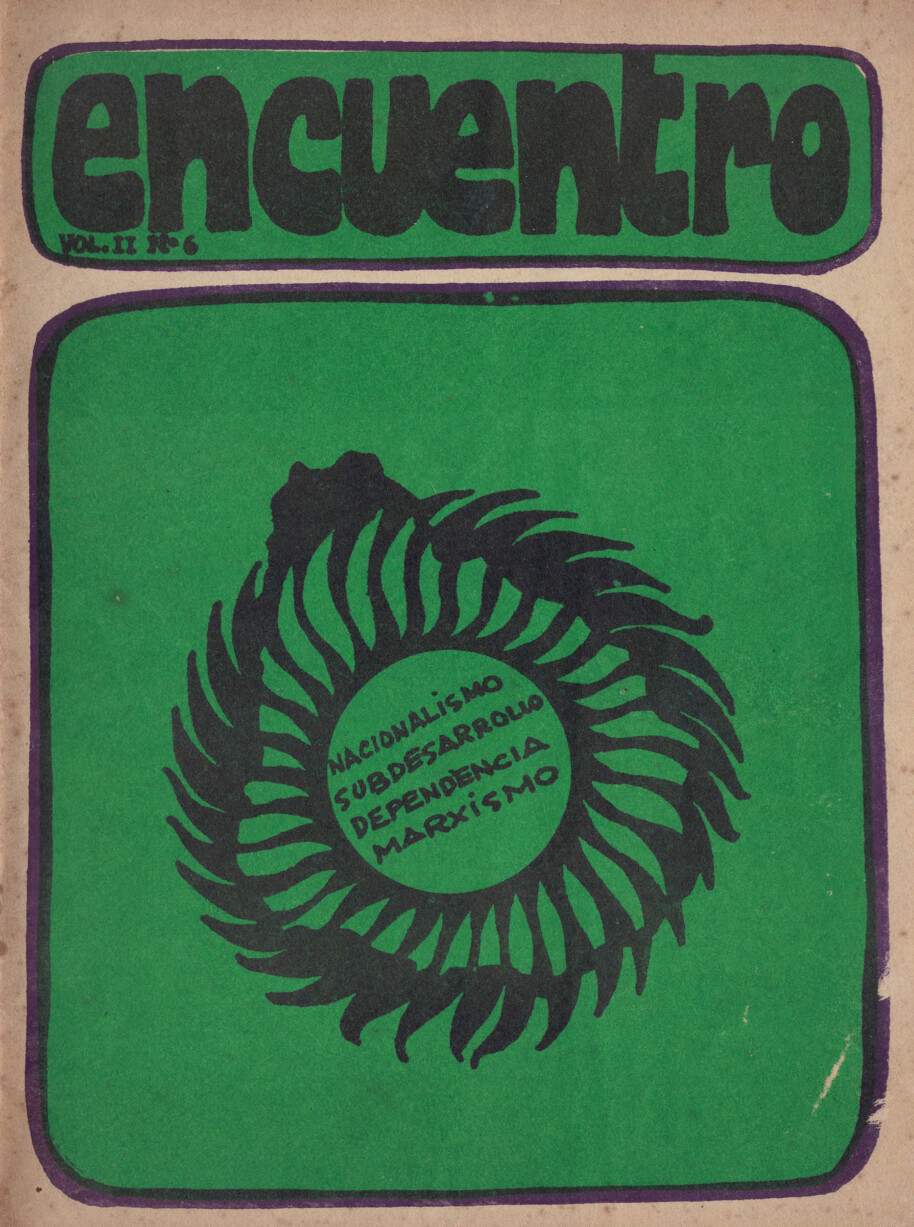 encuentro
VOL. II Nº 6
NACIONALISMO
SUBDESARROLLO
DEPENDENCIA
MARXISMO